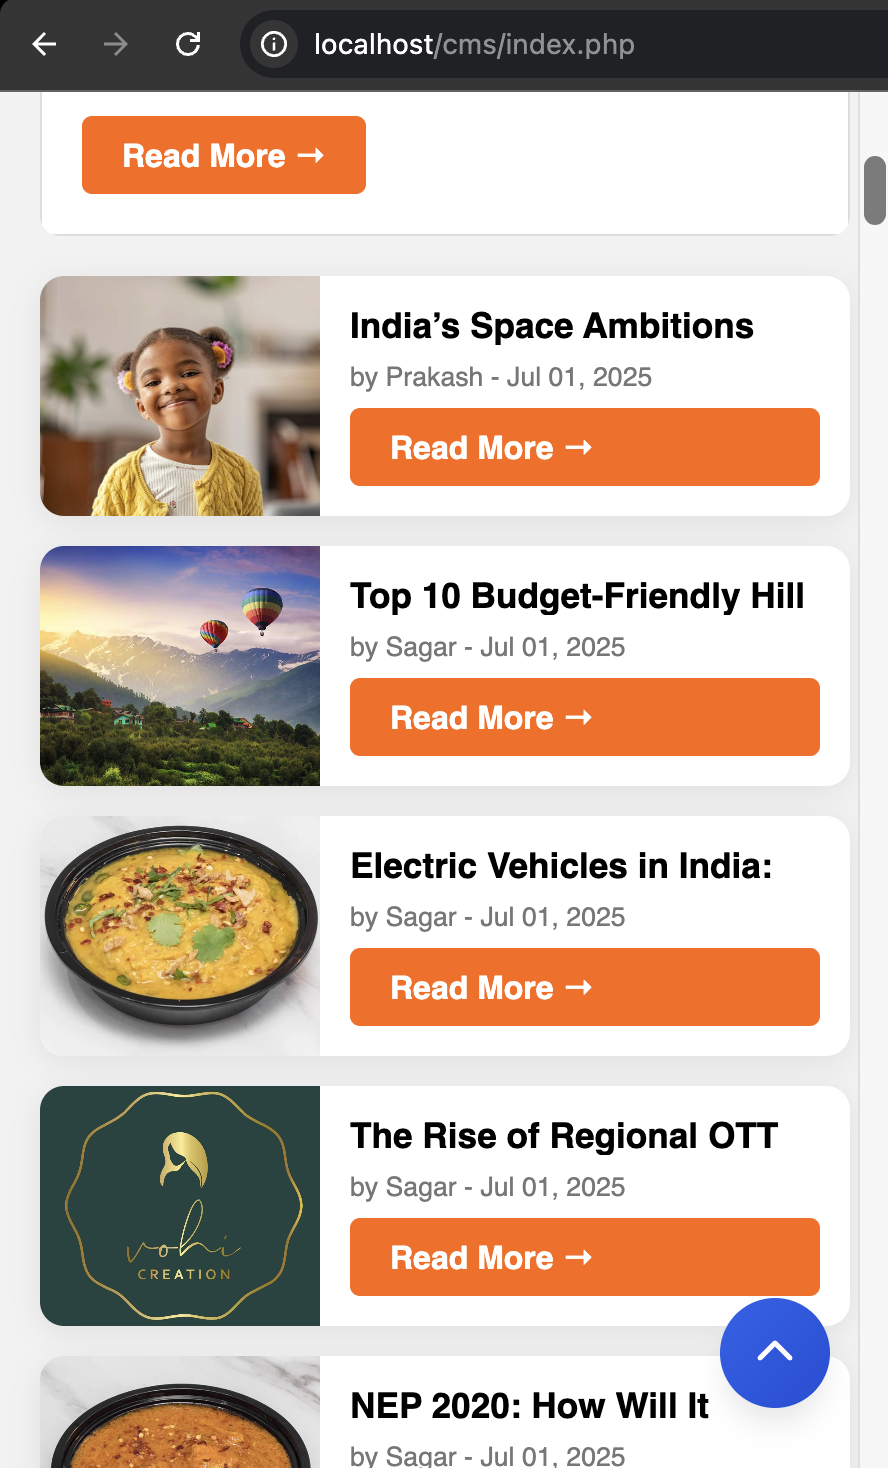 localhost/cms/index.php
Read More →
India’s Space Ambitions
by Prakash - Jul 01, 2025
Read More →
Top 10 Budget-Friendly Hill
by Sagar - Jul 01, 2025
Read More →
Electric Vehicles in India:
by Sagar - Jul 01, 2025
Read More →
vohi
CREATION
The Rise of Regional OTT
by Sagar - Jul 01, 2025
Read More →
NEP 2020: How Will It
by Sagar - Jul 01, 2025